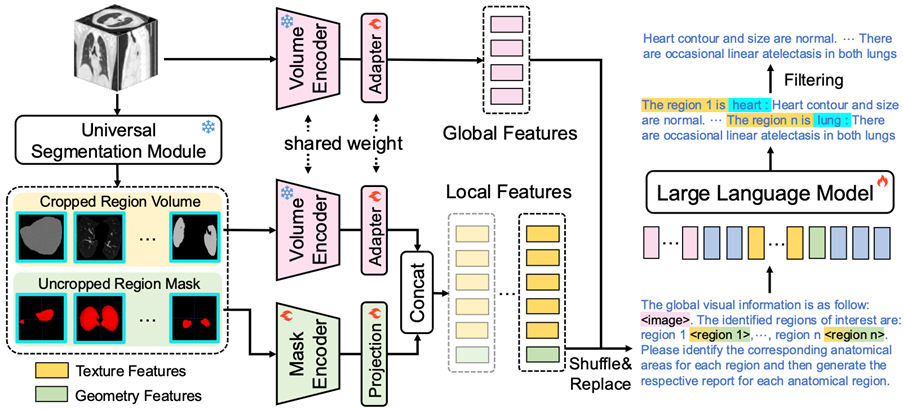 Universal
Segmentation Module
Cropped Region Volume
...
Uncropped Region Mask
...
Texture Features
Geometry Features
Volume
Encoder
Adapter
shared weight
Volume
Encoder
Adapter
Mask
Encoder
Projection
Concat
Global Features
Local Features
...
Shuffle&
Replace
Heart contour and size are normal. ··· There
are occasional linear atelectasis in both lungs
Filtering
The region 1 is heart : Heart contour and size
are normal. ··· The region n is lung : There
are occasional linear atelectasis in both lungs
Large Language Model
... ...
The global visual information is as follow:
<image>. The identified regions of interest are:
region 1 <region 1>,···, region n <region n>.
Please identify the corresponding anatomical
areas for each region and then generate the
respective report for each anatomical region.